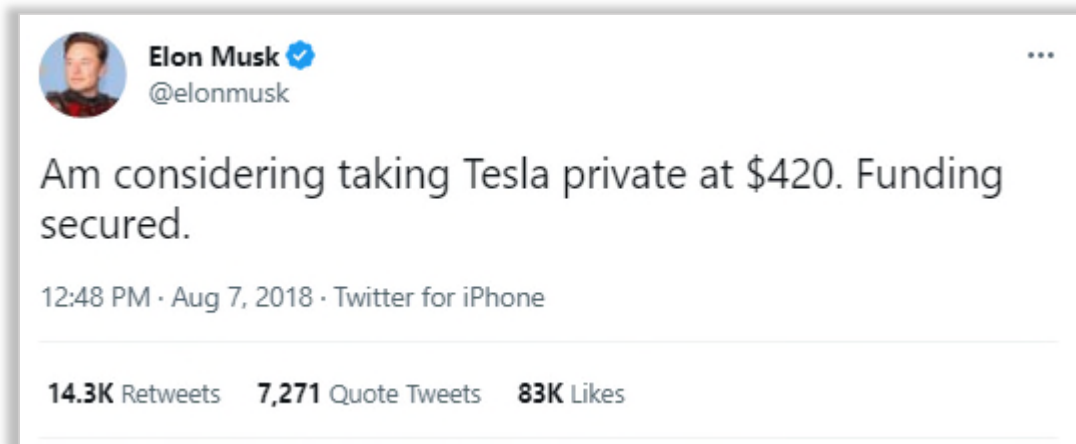 Elon Musk
@elonmusk
Am considering taking Tesla private at $420. Funding
secured.
12:48 PM · Aug 7, 2018 · Twitter for iPhone
14.3K Retweets 7,271 Quote Tweets 83K Likes